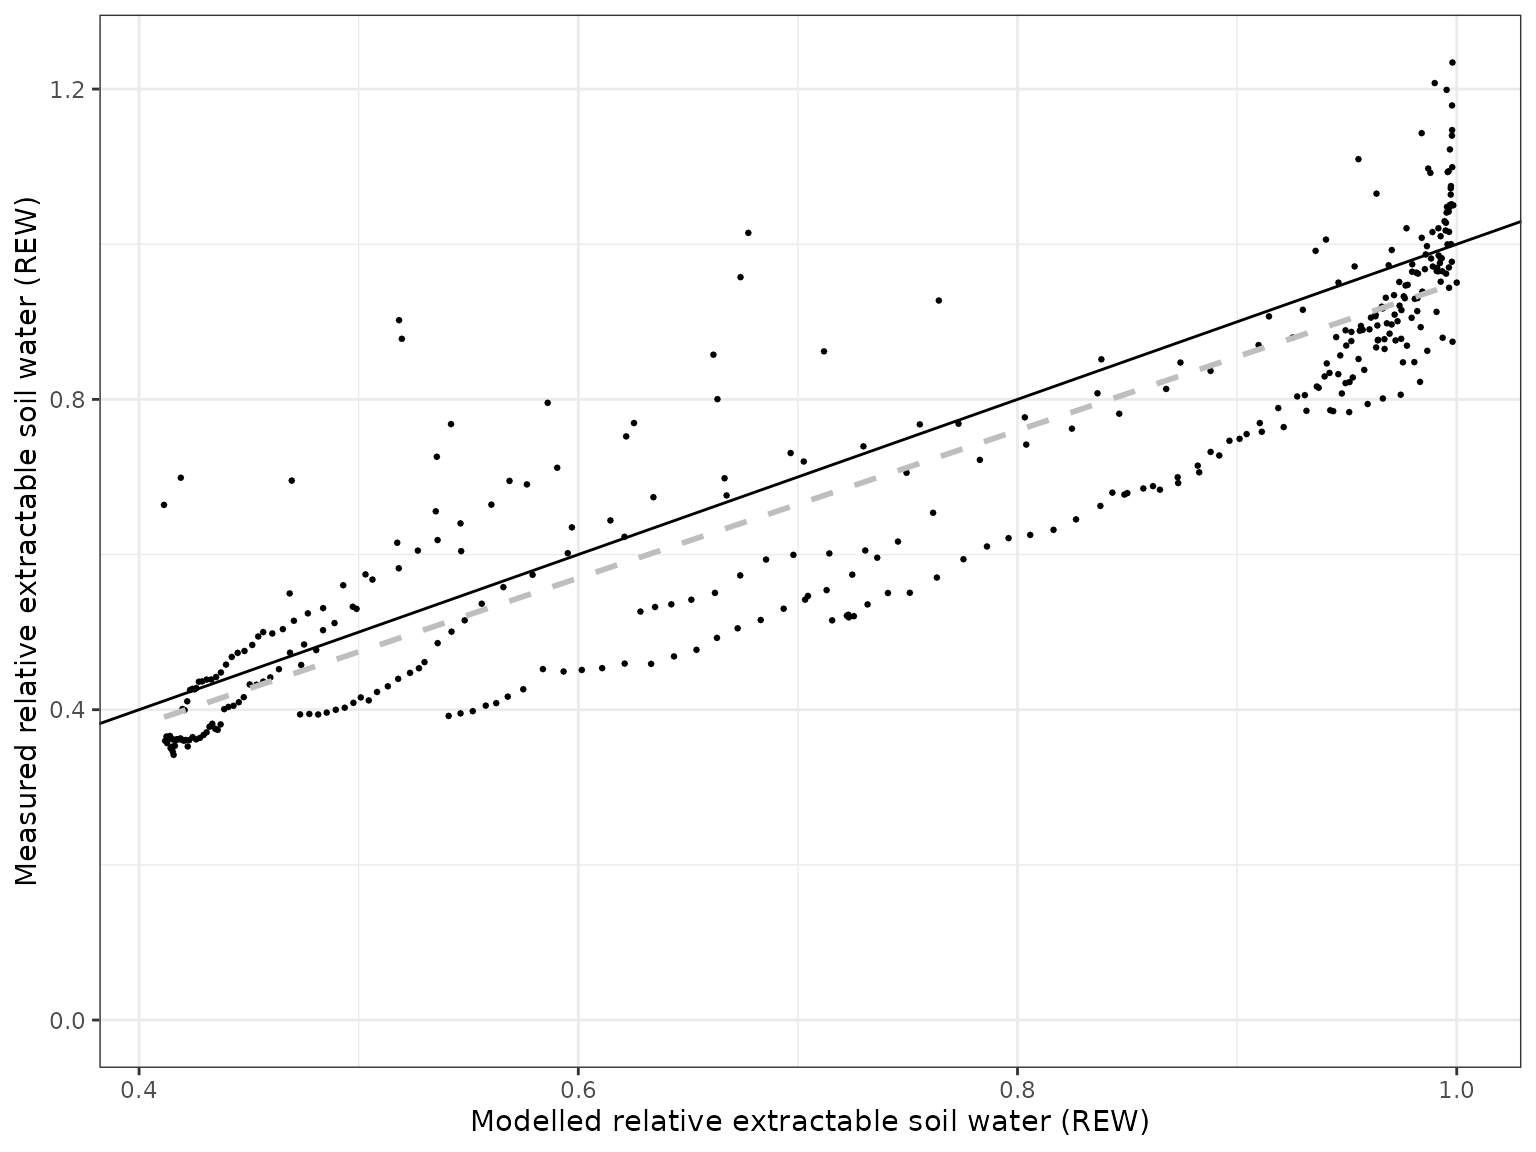 Measured relative extractable soil water (REW)
1.2
0.8
0.4
0.0
0.4 0.6 0.8 1.0
Modelled relative extractable soil water (REW)